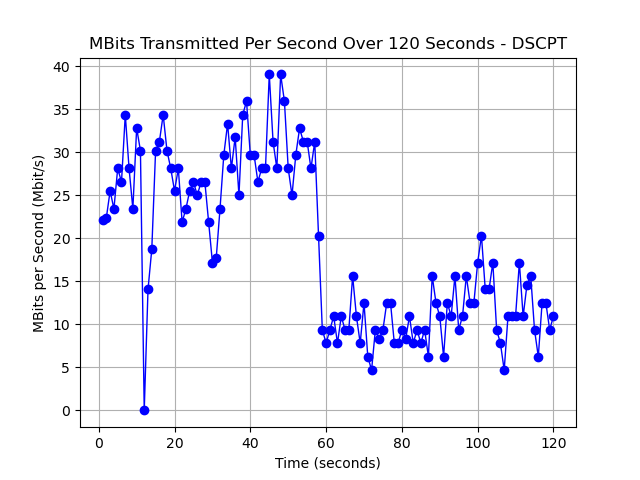 MBits Transmitted Per Second Over 120 Seconds - DSCPT
MBits per Second (Mbit/s)
40
35
30
25
20
15
10
5
0
0 20 40 60 80 100 120
Time (seconds)